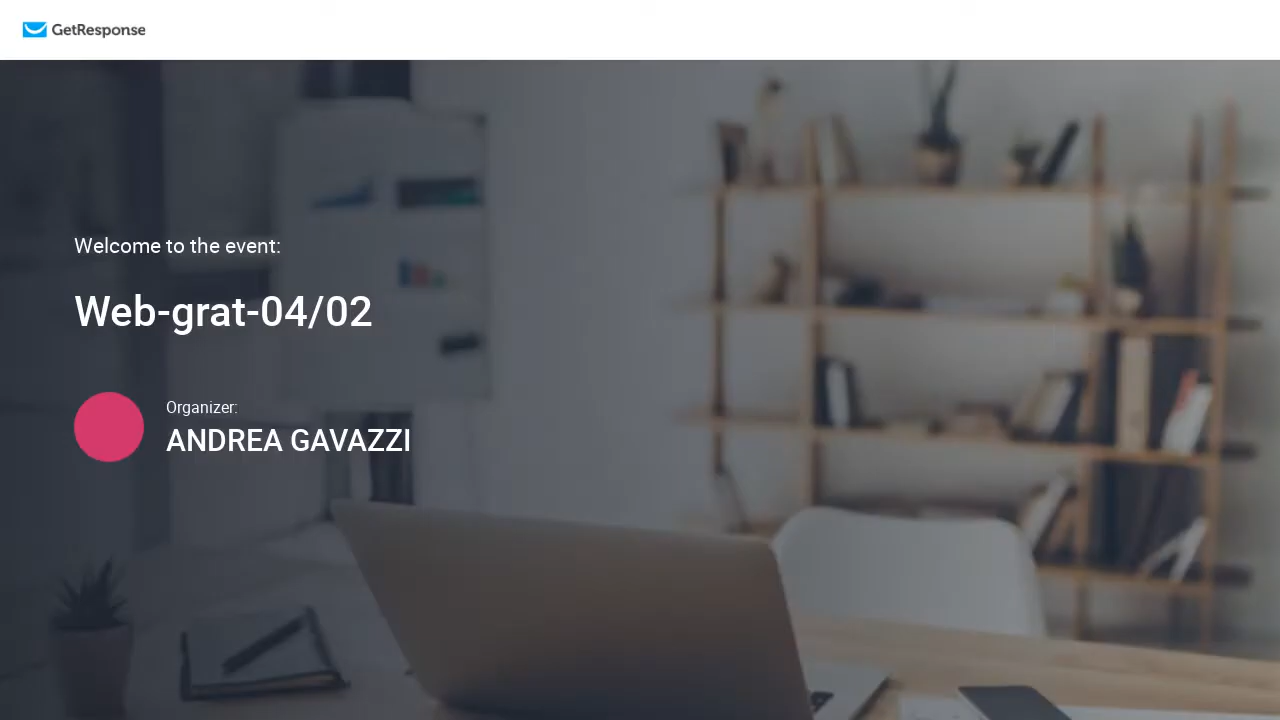 GetResponse
Welcome to the event:
Web-grat-04/02
Organizer:
ANDREA GAVAZZI